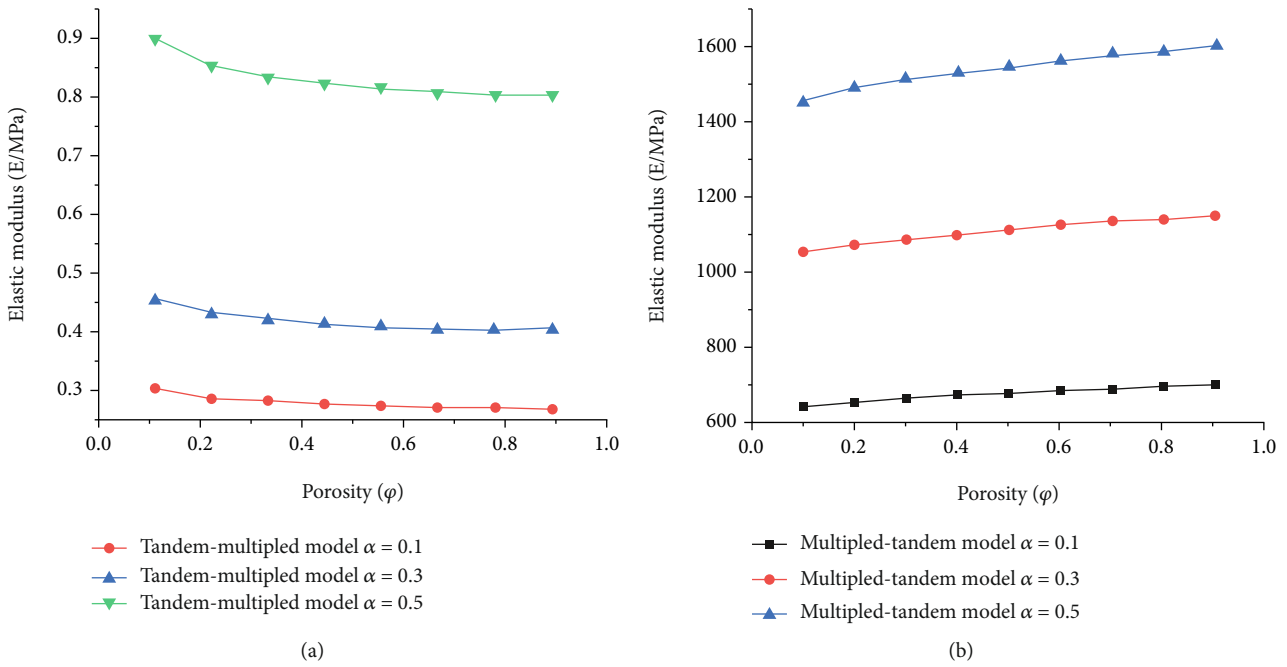 Elastic modulus (E/MPa)
0.9
0.8
0.7
0.6
0.5
0.4
0.3
0.0 0.2 0.4 0.6 0.8 1.0
Porosity (φ)
Tandem-multipled model α = 0.1
Tandem-multipled model α = 0.3
Tandem-multipled model α = 0.5
(a)
Elastic modulus (E/MPa)
1600
1400
1200
1000
800
600
0.0 0.2 0.4 0.6 0.8 1.0
Porosity (φ)
Multipled-tandem model α = 0.1
Multipled-tandem model α = 0.3
Multipled-tandem model α = 0.5
(b)